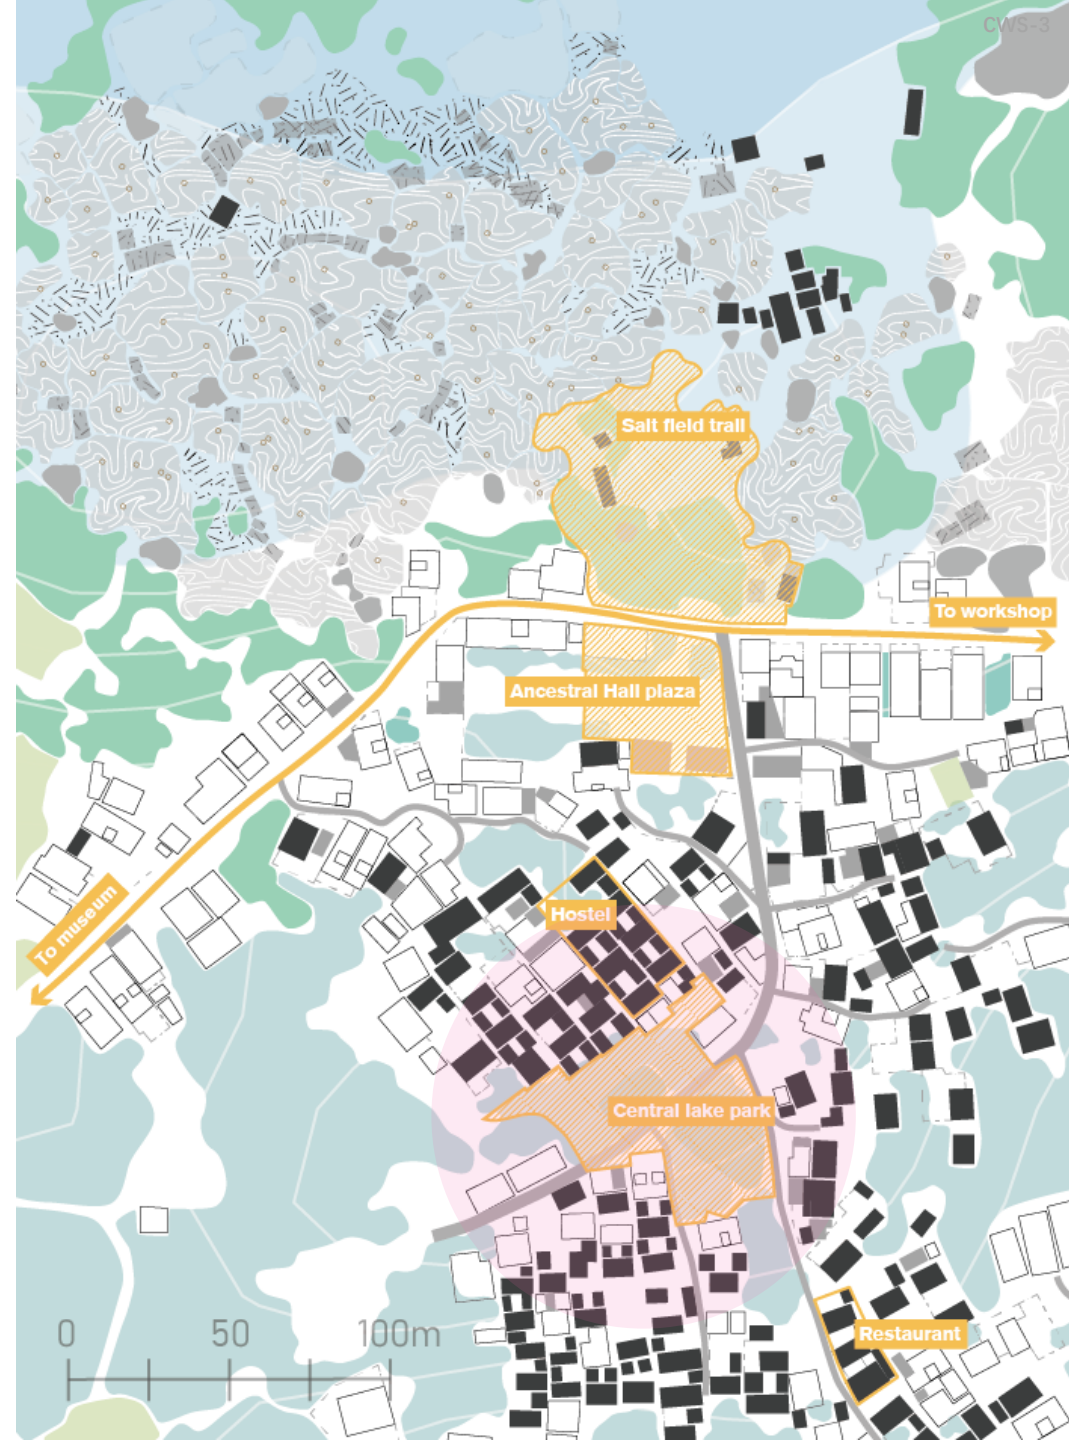 CWS-3
Salt field trail
To workshop
Ancestral Hall plaza
To museum
Hostel
Central lake park
Restaurant
0 50 100m